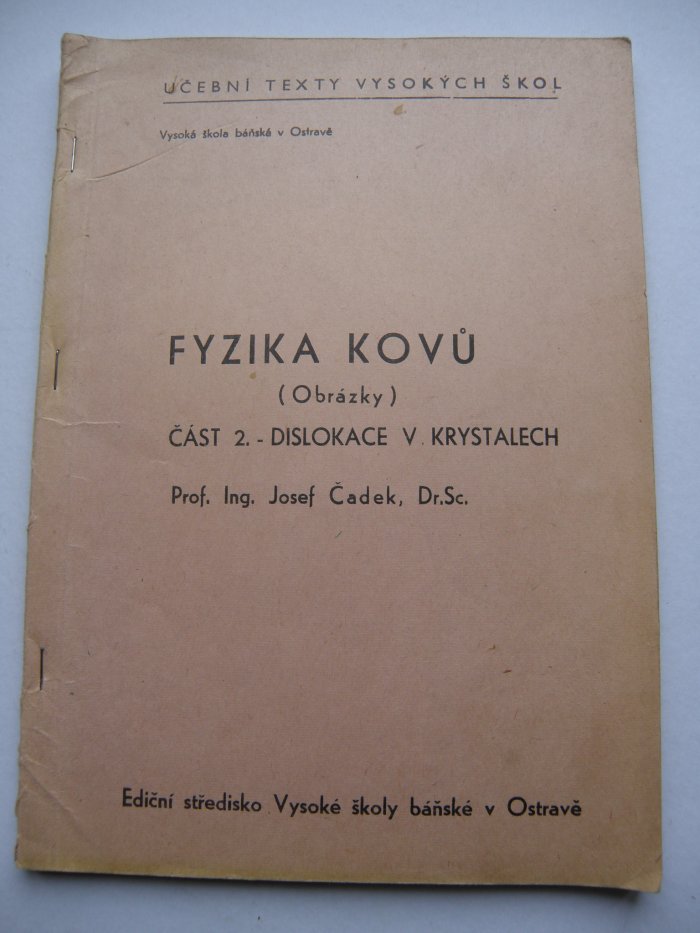 UČEBNÍ TEXTY VYSOKÝCH ŠKOL
Vysoká škola báňská v Ostravě
FYZIKA KOVŮ
(Obrázky)
ČÁST 2. - DISLOKACE V KRYSTALECH
Prof. Ing. Josef Čadek, Dr.Sc.
Ediční středisko Vysoké školy báňské v Ostravě